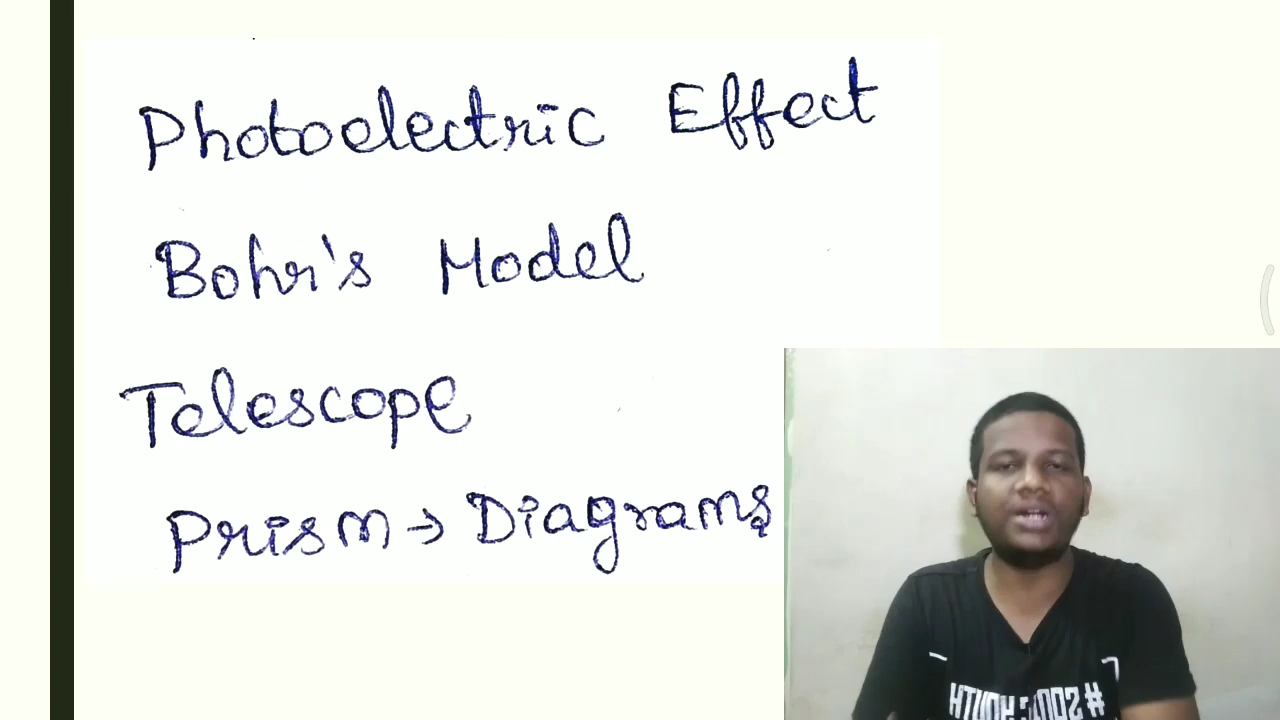 Photoelectric Effect
Bohr's Model
Telescope
Prism → Diagrams